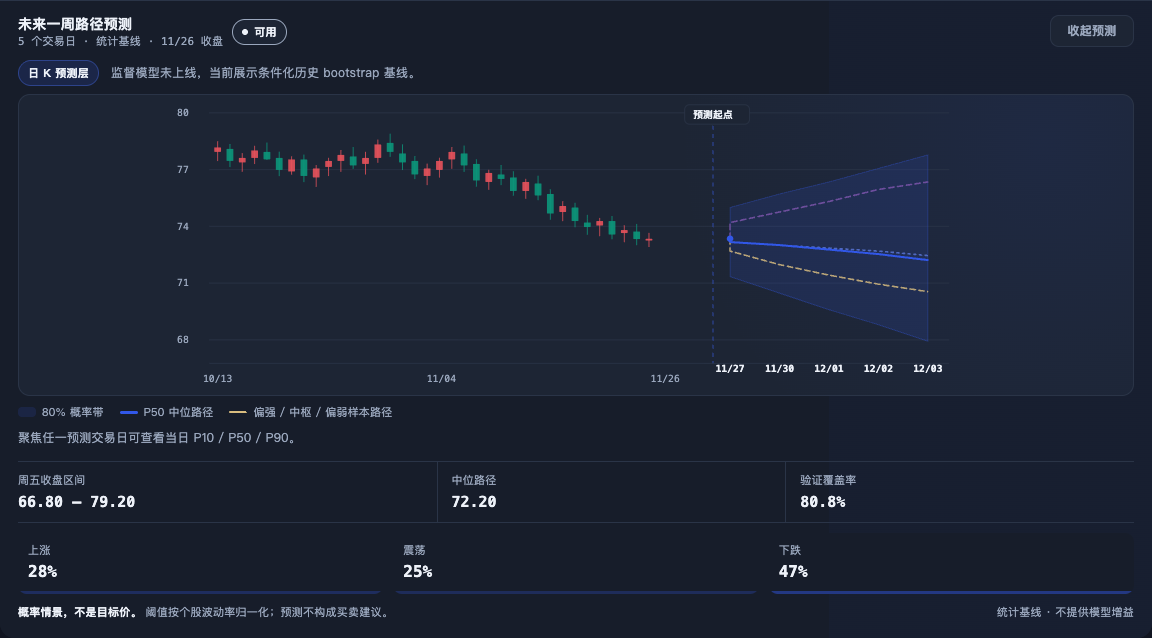 未来一周路径预测
5 个交易日 · 统计基线 · 11/26 收盘
可用
收起预测
日 K 预测层
监督模型未上线，当前展示条件化历史 bootstrap 基线。
80
77
74
71
68
预测起点
10/13
11/04
11/26
11/27
11/30
12/01
12/02
12/03
80% 概率带
P50 中位路径
偏强 / 中枢 / 偏弱样本路径
聚焦任一预测交易日可查看当日 P10 / P50 / P90。
周五收盘区间
66.80 — 79.20
中位路径
72.20
验证覆盖率
80.8%
上涨
28%
震荡
25%
下跌
47%
概率情景，不是目标价。 阈值按个股波动率归一化；预测不构成买卖建议。
统计基线 · 不提供模型增益